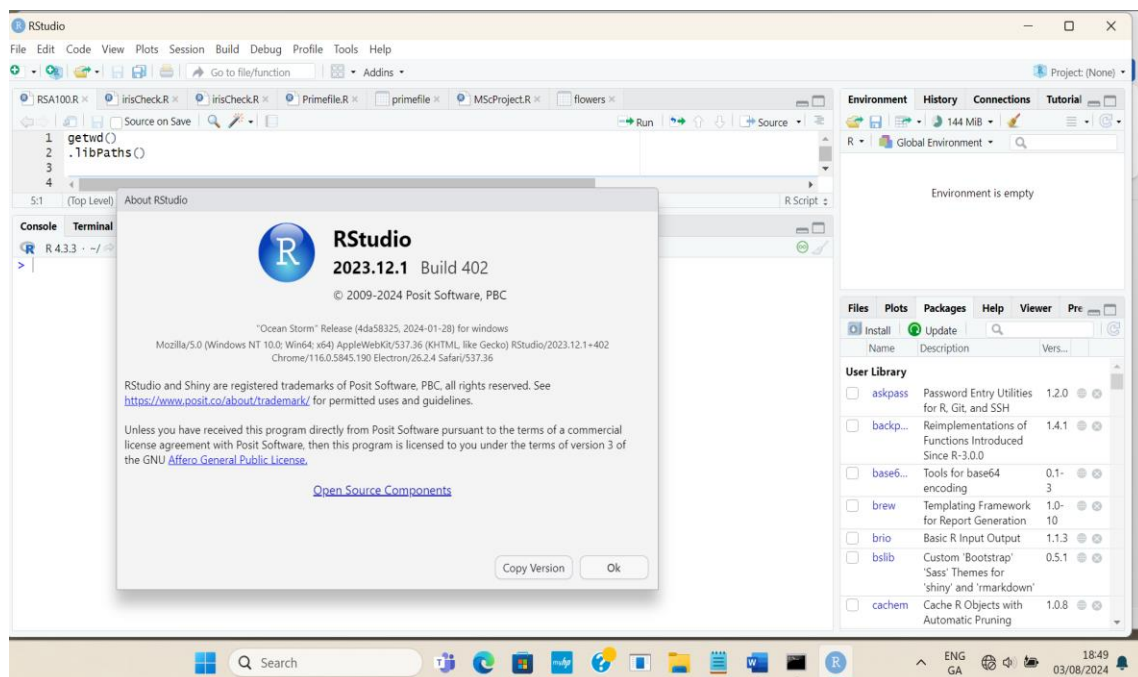 RStudio
File Edit Code View Plots Session Build Debug Profile Tools Help
Go to file/function Addins Project: (None)
RSA100.R irisCheck.R irisCheck.R Primefile.R primefile MScProject.R flowers
Source on Save Run Source
1 getwd()
2 .libPaths()
3
4
5:1 (Top Level) R Script
Console Terminal
R 4.3.3 · ~/
>
About RStudio
R
RStudio
2023.12.1 Build 402
© 2009-2024 Posit Software, PBC
"Ocean Storm" Release (4da58325, 2024-01-28) for windows
Mozilla/5.0 (Windows NT 10.0; Win64; x64) AppleWebKit/537.36 (KHTML, like Gecko) RStudio/2023.12.1+402
Chrome/116.0.5845.190 Electron/26.2.4 Safari/537.36
RStudio and Shiny are registered trademarks of Posit Software, PBC, all rights reserved. See
https://www.posit.co/about/trademark/ for permitted uses and guidelines.
Unless you have received this program directly from Posit Software pursuant to the terms of a commercial
license agreement with Posit Software, then this program is licensed to you under the terms of version 3 of
the GNU Affero General Public License.
Open Source Components
Copy Version Ok
Environment History Connections Tutorial
144 MiB
R Global Environment
Environment is empty
Files Plots Packages Help Viewer Pre
Install Update
Name Description Vers...
User Library
askpass Password Entry Utilities 1.2.0
for R, Git, and SSH
backp... Reimplementations of 1.4.1
Functions Introduced
Since R-3.0.0
base6... Tools for base64 0.1-
encoding 3
brew Templating Framework 1.0-
for Report Generation 10
brio Basic R Input Output 1.1.3
bslib Custom 'Bootstrap' 0.5.1
'Sass' Themes for
'shiny' and 'rmarkdown'
cachem Cache R Objects with 1.0.8
Automatic Pruning
Search
ENG 18:49
GA 03/08/2024